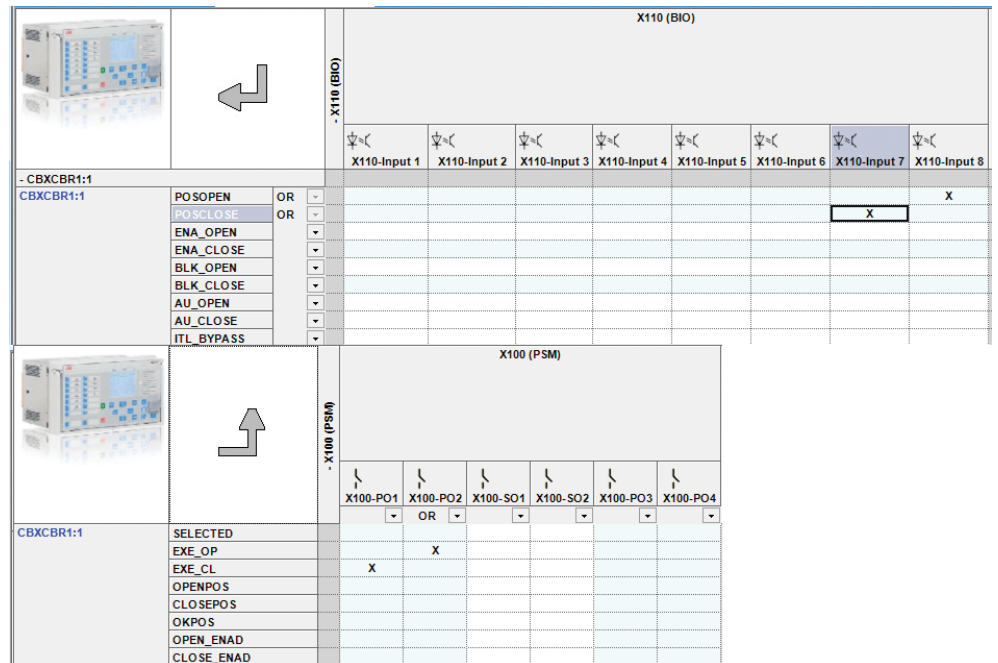 X110 (BIO)
- X110 (BIO)
X110-Input 1 X110-Input 2 X110-Input 3 X110-Input 4 X110-Input 5 X110-Input 6 X110-Input 7 X110-Input 8
- CBXCBR1:1
CBXCBR1:1 POSOPEN OR X
POSCLOSE OR X
ENA_OPEN
ENA_CLOSE
BLK_OPEN
BLK_CLOSE
AU_OPEN
AU_CLOSE
ITL_BYPASS
X100 (PSM)
- X100 (PSM)
X100-PO1 X100-PO2 X100-SO1 X100-SO2 X100-PO3 X100-PO4
OR
CBXCBR1:1 SELECTED
EXE_OP X
EXE_CL X
OPENPOS
CLOSEPOS
OKPOS
OPEN_ENAD
CLOSE_ENAD